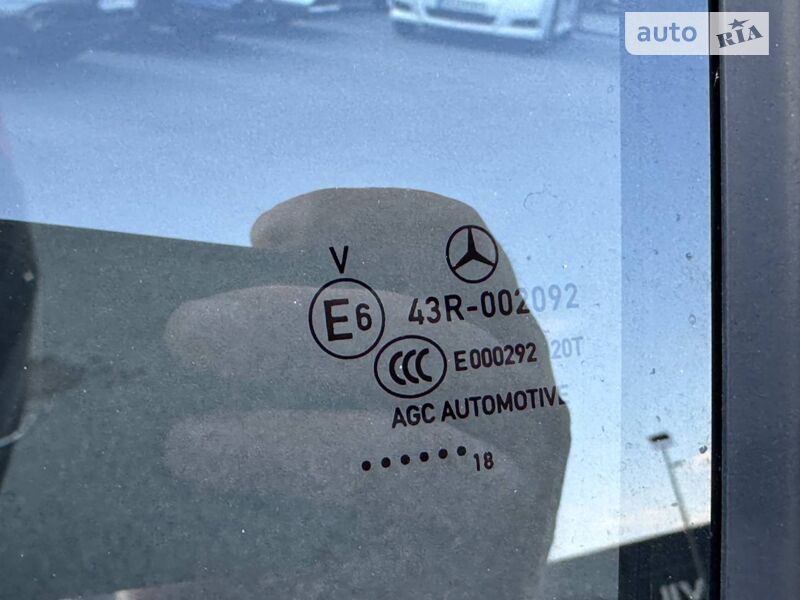 auto RIA
V
E6 43R-002092
CCC E000292 20T
AGC AUTOMOTIVE
...... 18